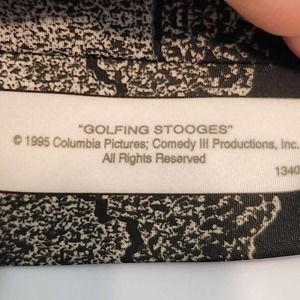 "GOLFING STOOGES"
© 1995 Columbia Pictures; Comedy III Productions, Inc.
All Rights Reserved
1340